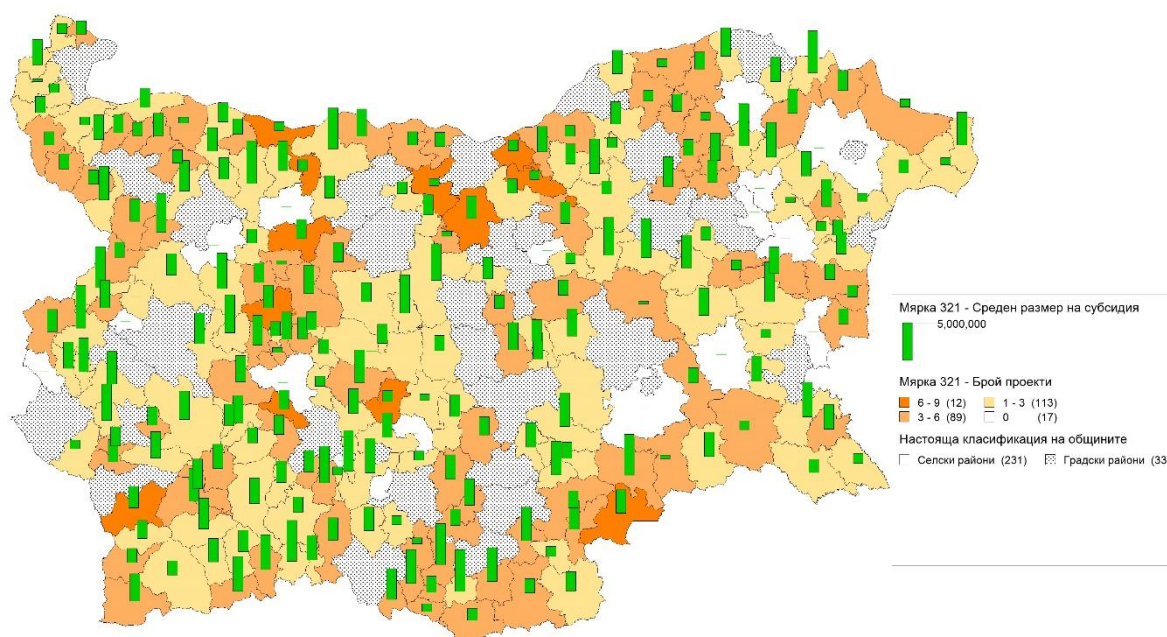 Мярка 321 - Среден размер на субсидия
5,000,000
Мярка 321 - Брой проекти
6 - 9 (12) 1 - 3 (113)
3 - 6 (89) 0 (17)
Настояща класификация на общините
Селски райони (231) Градски райони (33